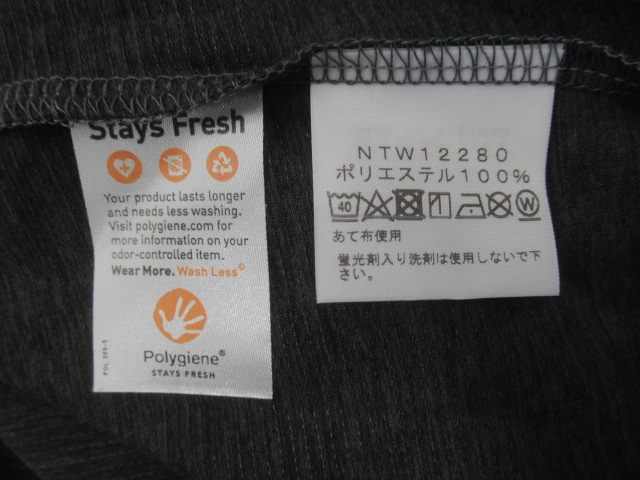 Stays Fresh
Your product lasts longer
and needs less washing.
Visit polygiene.com for
more information on your
odor-controlled item.
Wear More. Wash Less©
Polygiene®
STAYS FRESH
NTW12280
ポリエステル100%
40
W
あて布使用
蛍光剤入り洗剤は使用しないで下
さい。